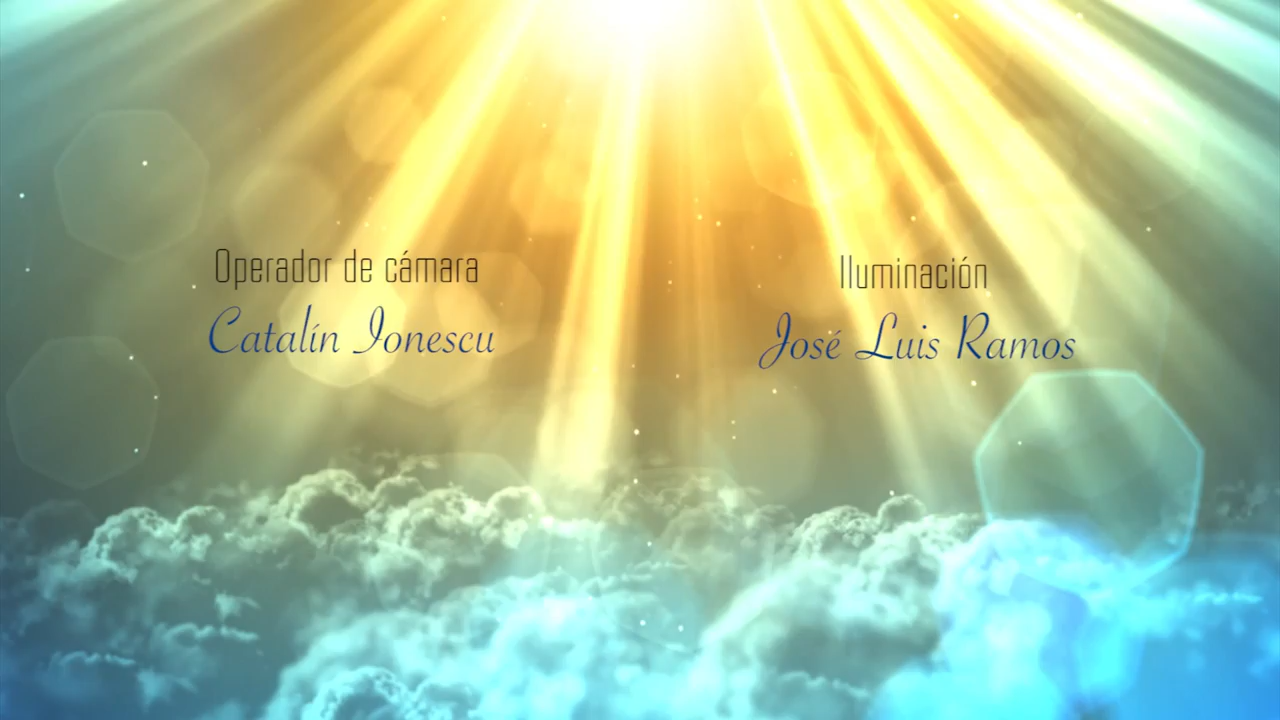 Operador de cámara
Catalín Ionescu
Iluminación
José Luis Ramos